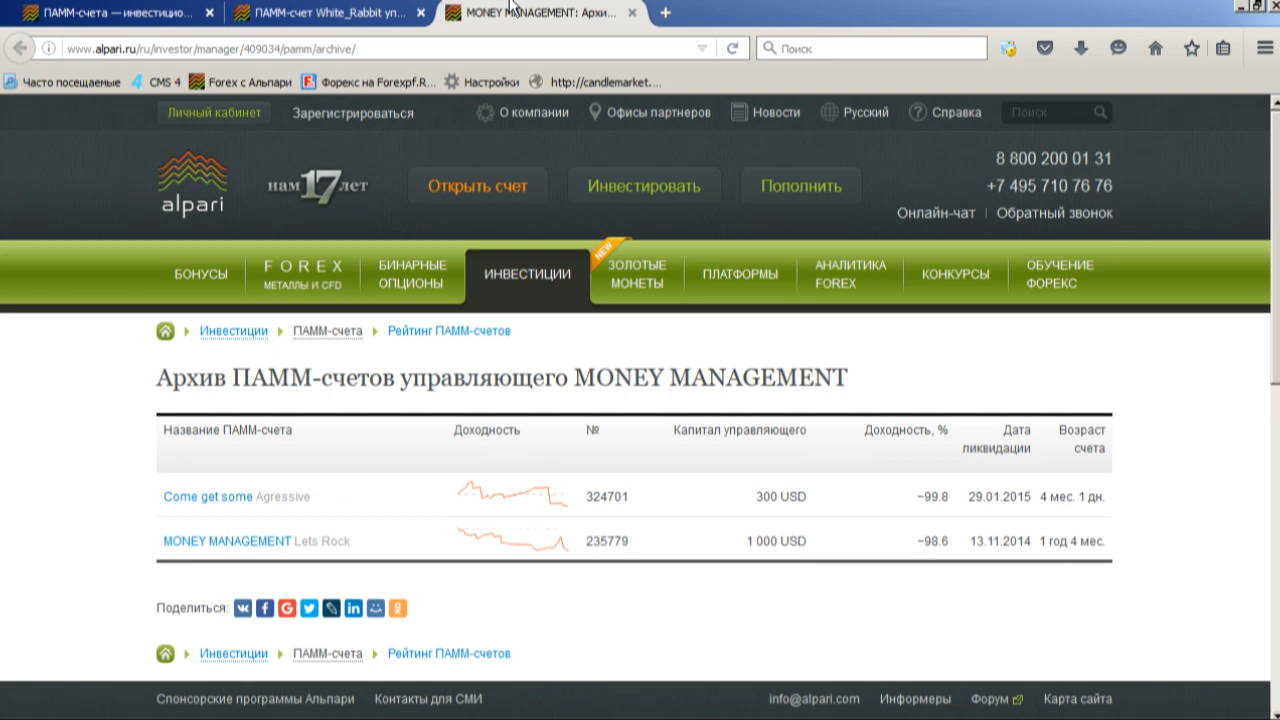 ПАММ-счета — инвестицио...
ПАММ-счет White_Rabbit уп...
MONEY MANAGEMENT: Архи...
www.alpari.ru/ru/investor/manager/409034/pamm/archive/
Поиск
Часто посещаемые
CMS 4
Forex с Альпари
Форекс на Forexpf.R...
Настройки
http://candlemarket....
Личный кабинет
Зарегистрироваться
О компании
Офисы партнеров
Новости
Русский
Справка
Поиск
alpari
нам 17 лет
Открыть счет
Инвестировать
Пополнить
8 800 200 01 31
+7 495 710 76 76
Онлайн-чат | Обратный звонок
БОНУСЫ
FOREX
МЕТАЛЛЫ И CFD
БИНАРНЫЕ
ОПЦИОНЫ
ИНВЕСТИЦИИ
NEW
ЗОЛОТЫЕ
МОНЕТЫ
ПЛАТФОРМЫ
АНАЛИТИКА
FOREX
КОНКУРСЫ
ОБУЧЕНИЕ
ФОРЕКС
Инвестиции ПАММ-счета Рейтинг ПАММ-счетов
Архив ПАММ-счетов управляющего MONEY MANAGEMENT
Название ПАММ-счета Доходность № Капитал управляющего Доходность, % Дата ликвидации Возраст счета
Come get some Agressive 324701 300 USD −99.8 29.01.2015 4 мес. 1 дн.
MONEY MANAGEMENT Lets Rock 235779 1 000 USD −98.6 13.11.2014 1 год 4 мес.
Поделиться:
Инвестиции ПАММ-счета Рейтинг ПАММ-счетов
Спонсорские программы Альпари Контакты для СМИ info@alpari.com Информеры Форум Карта сайта